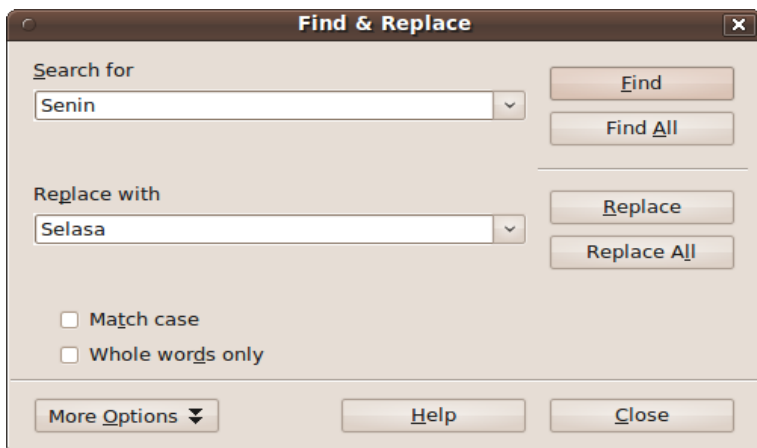 Find & Replace
Search for
Senin
Find
Find All
Replace with
Selasa
Replace
Replace All
Match case
Whole words only
More Options
Help
Close